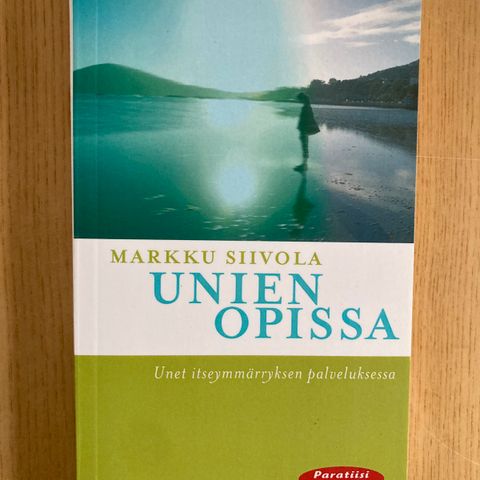 MARKKU SIIVOLA
UNIEN
OPISSA
Unet itseymmärryksen palveluksessa
Paratiisi